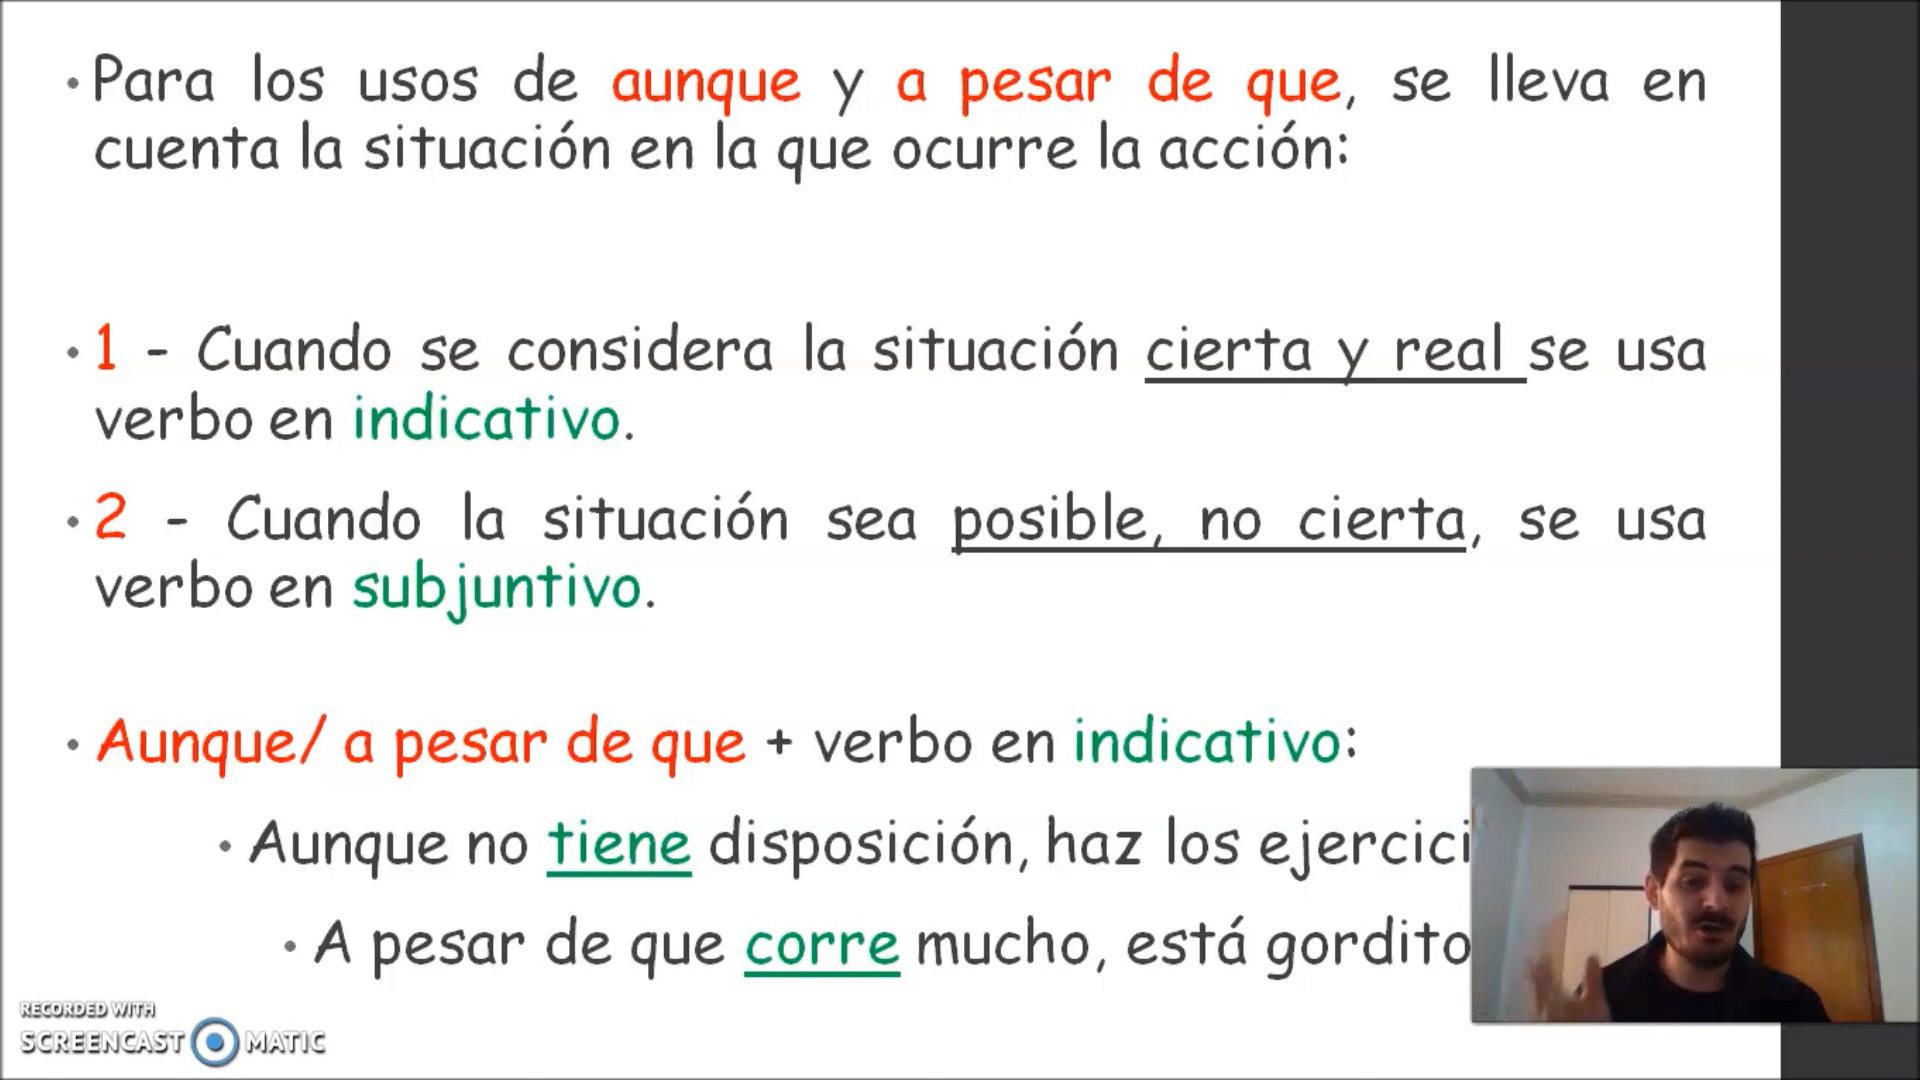 • Para los usos de aunque y a pesar de que, se lleva en
cuenta la situación en la que ocurre la acción:
• 1 - Cuando se considera la situación cierta y real se usa
verbo en indicativo.
• 2 - Cuando la situación sea posible, no cierta, se usa
verbo en subjuntivo.
• Aunque/ a pesar de que + verbo en indicativo:
• Aunque no tiene disposición, haz los ejercici
• A pesar de que corre mucho, está gordito
RECORDED WITH
SCREENCAST MATIC